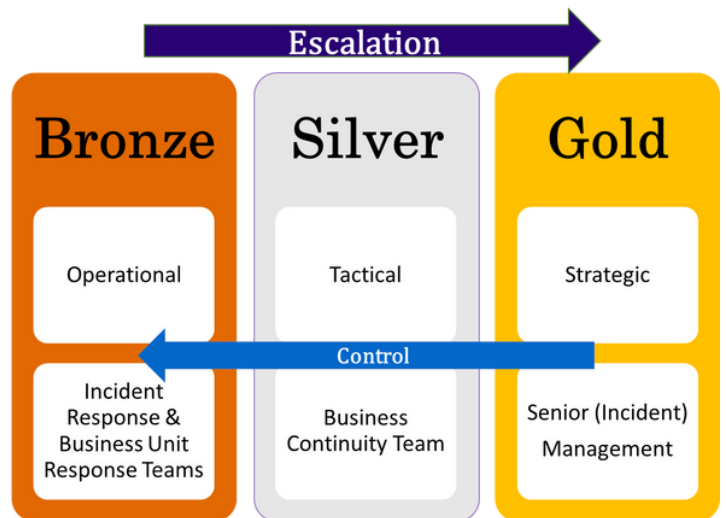 Escalation
Bronze
Silver
Gold
Operational
Tactical
Strategic
Control
Incident
Response &
Business Unit
Response Teams
Business
Continuity Team
Senior (Incident)
Management